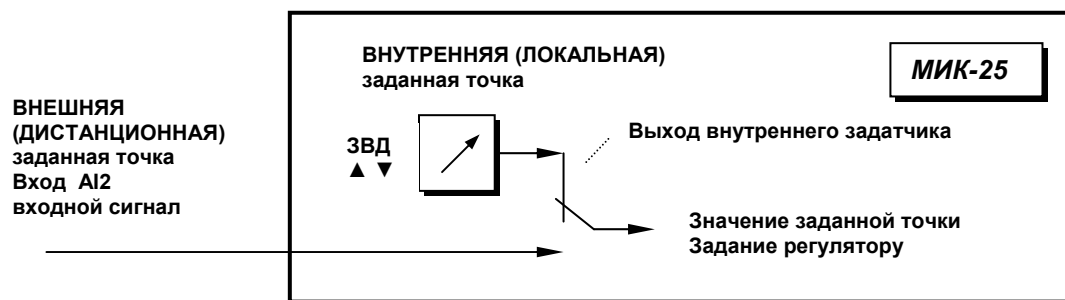 ВНУТРЕННЯЯ (ЛОКАЛЬНАЯ)
заданная точка
МИК-25
ВНЕШНЯЯ
(ДИСТАНЦИОННАЯ)
заданная точка
Вход AI2
входной сигнал
ЗВД
▲ ▼
Выход внутреннего задатчика
Значение заданной точки
Задание регулятору